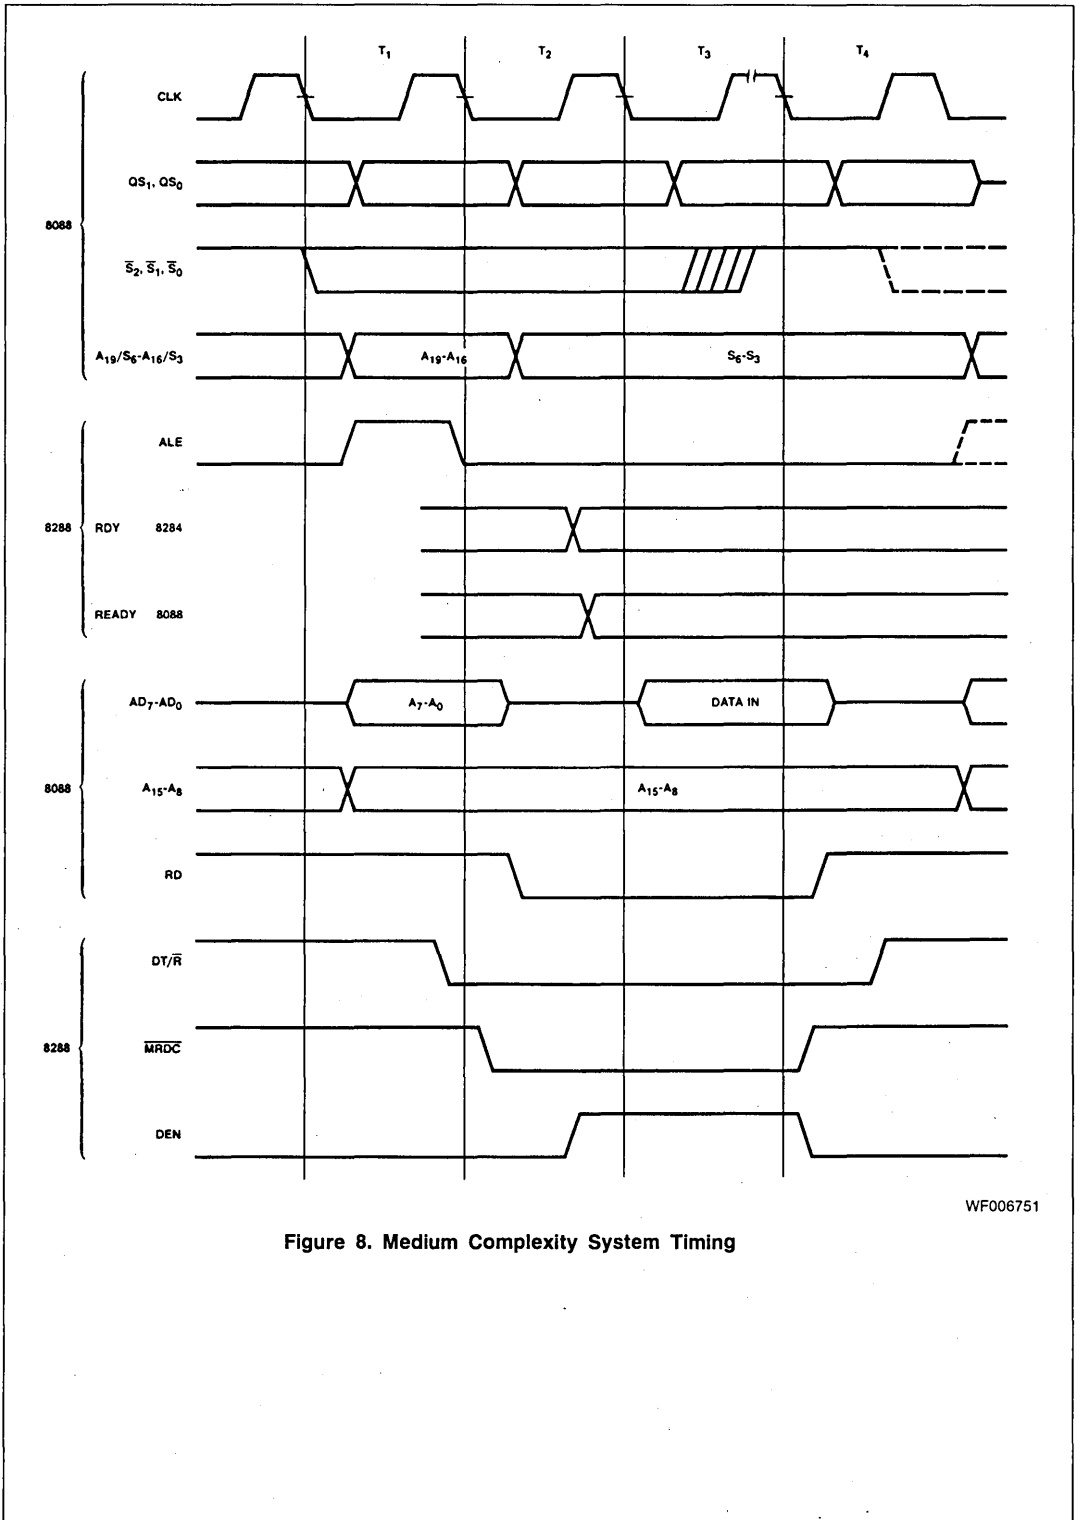 T₁ T₂ T₃ T₄
CLK
QS₁, QS₀
8088
S̅₂, S̅₁, S̅₀
A₁₉/S₆-A₁₆/S₃ A₁₉-A₁₆ S₆-S₃
ALE
8288 RDY 8284
READY 8088
AD₇-AD₀ A₇-A₀ DATA IN
8088 A₁₅-A₈ A₁₅-A₈
RD
DT/R̅
8288 M̅R̅D̅C̅
DEN
WF006751
Figure 8. Medium Complexity System Timing